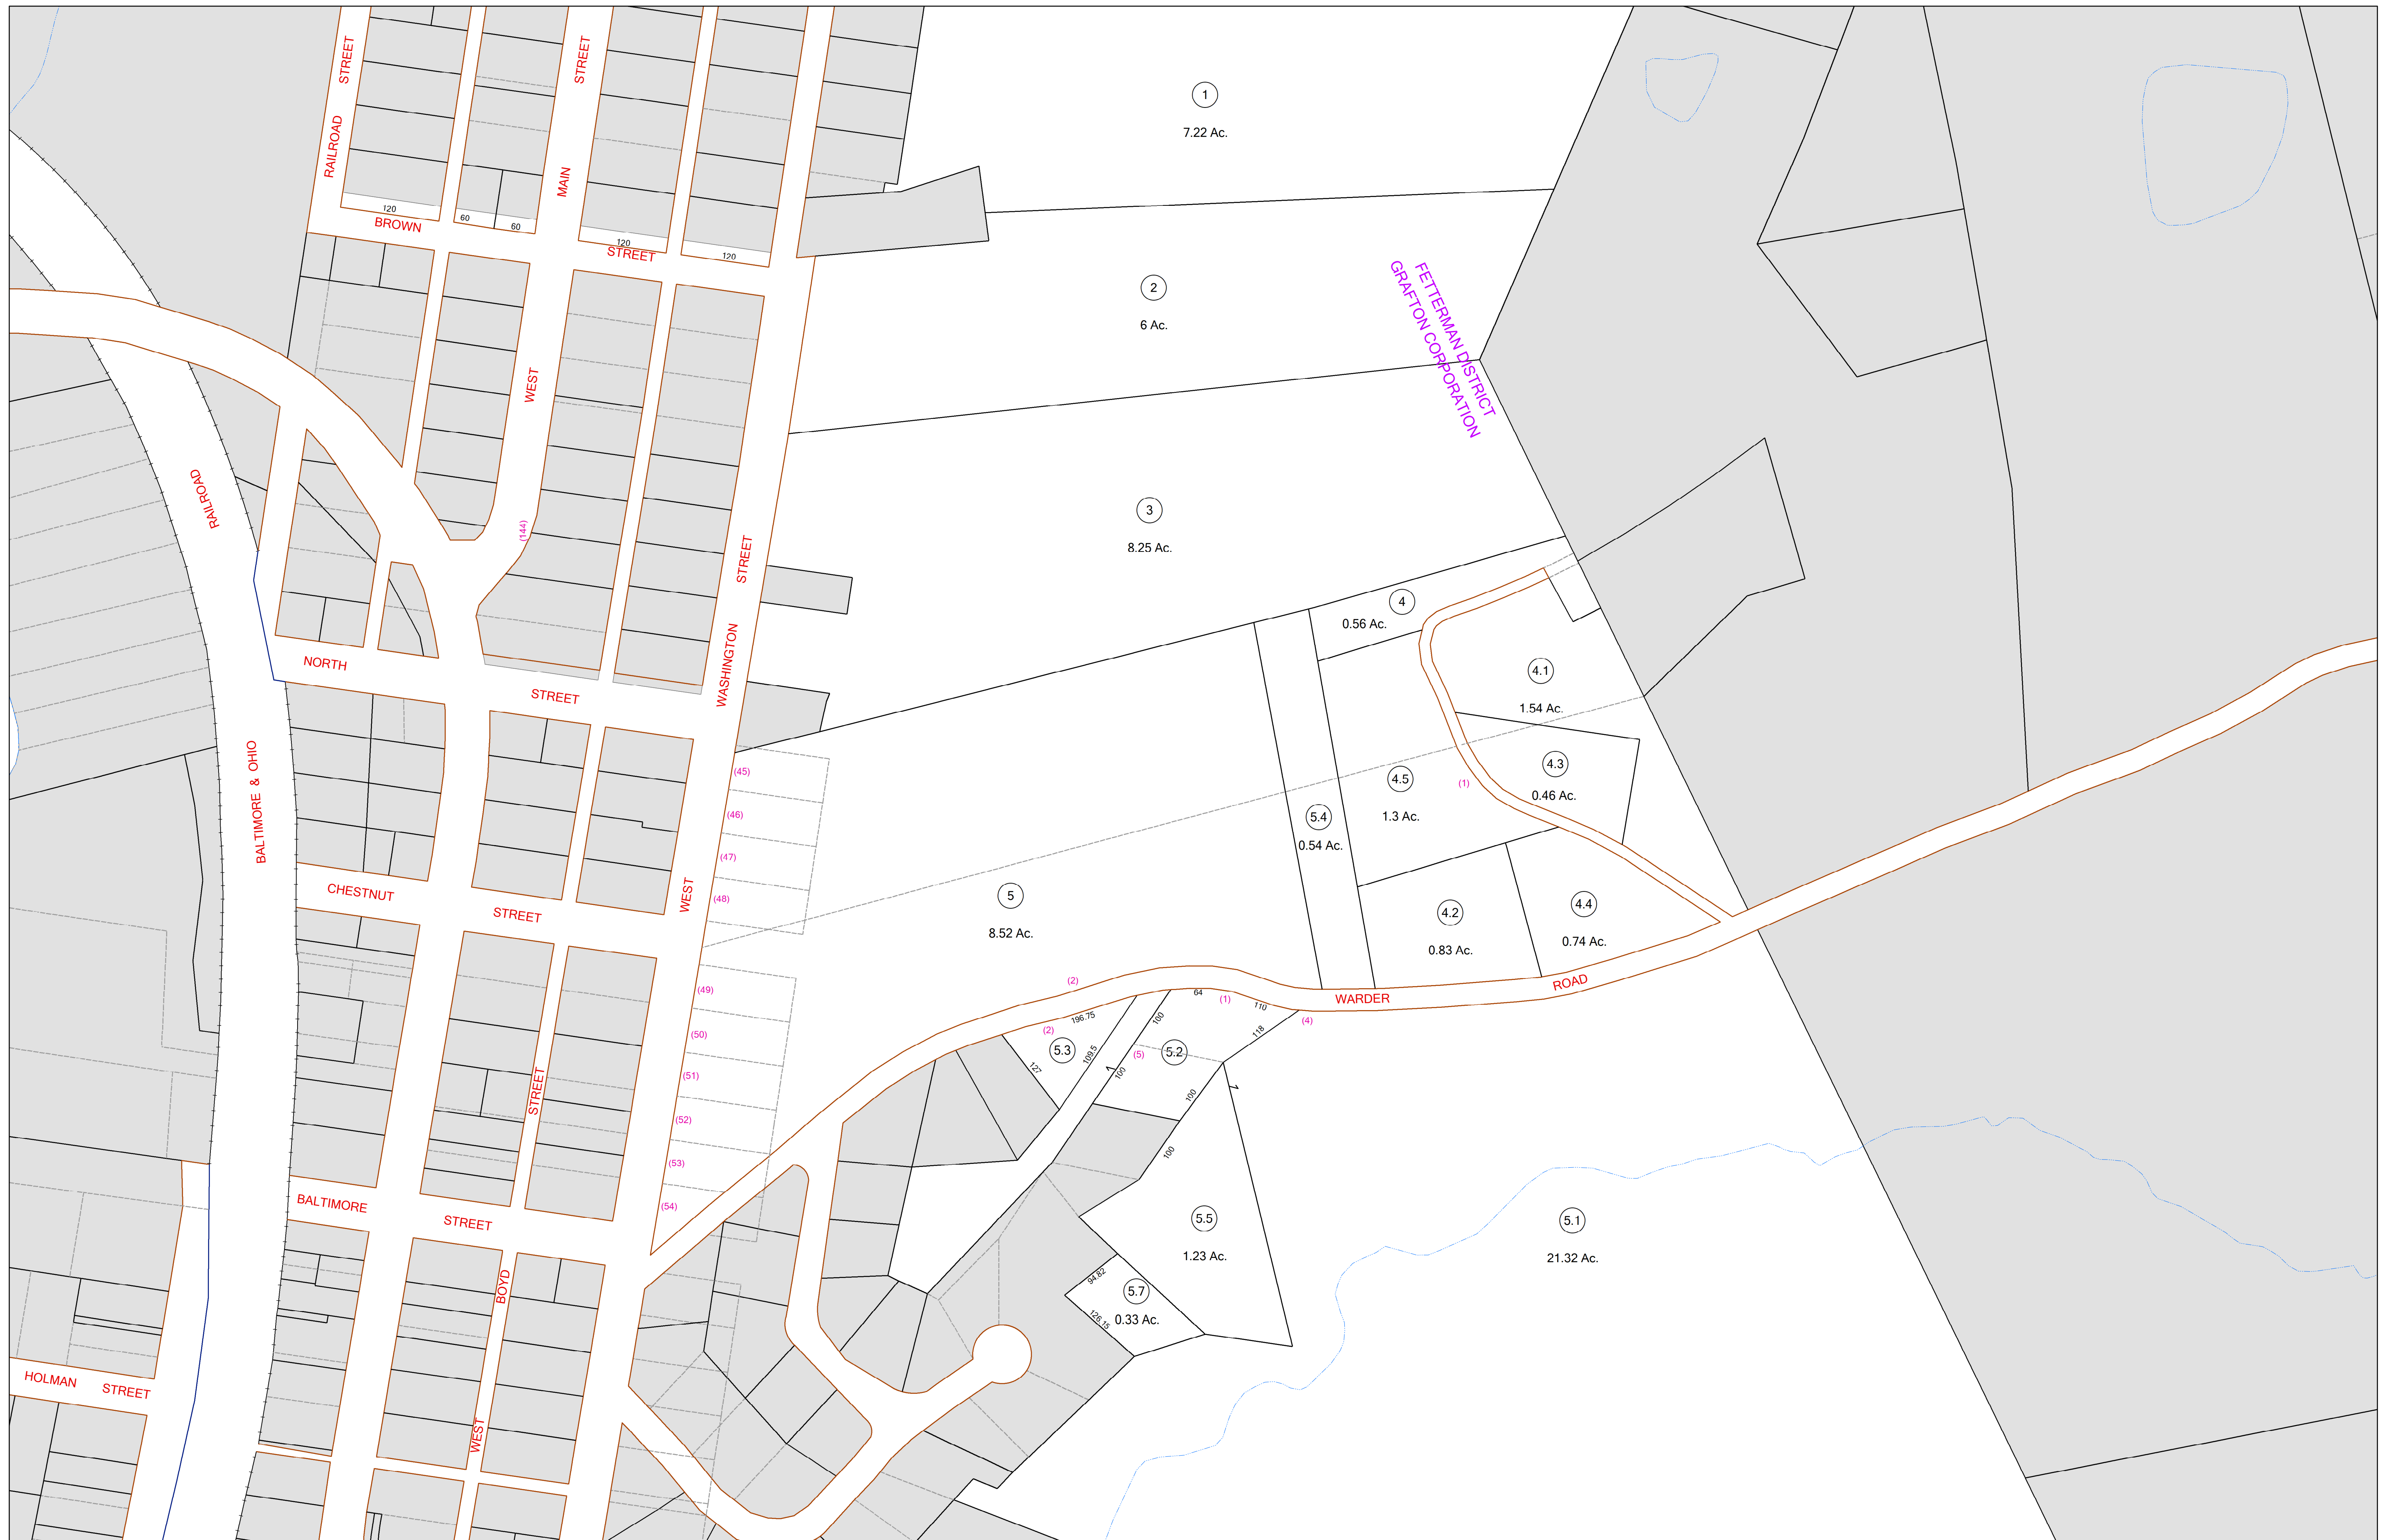 RAILROAD STREET
MAIN STREET
1
7.22 Ac.
120
60
60
120
120
BROWN STREET
2
6 Ac.
FETTERMAN DISTRICT
GRAFTON CORPORATION
WEST
RAILROAD
(144)
3
8.25 Ac.
WEST WASHINGTON STREET
4
0.56 Ac.
4.1
1.54 Ac.
NORTH STREET
(45)
(46)
(47)
(48)
4.3
0.46 Ac.
(1)
4.5
1.3 Ac.
5.4
0.54 Ac.
BALTIMORE & OHIO
CHESTNUT STREET
5
8.52 Ac.
4.2
0.83 Ac.
4.4
0.74 Ac.
(2)
(49)
(50)
(51)
(52)
(53)
(54)
WARDER ROAD
64
(1)
110
(4)
196.75
(2)
100
118
5.3
109.5
(5)
5.2
127
100
100
100
WEST BOYD STREET
BALTIMORE STREET
5.5
1.23 Ac.
5.1
21.32 Ac.
94.82
5.7
0.33 Ac.
126.15
HOLMAN STREET